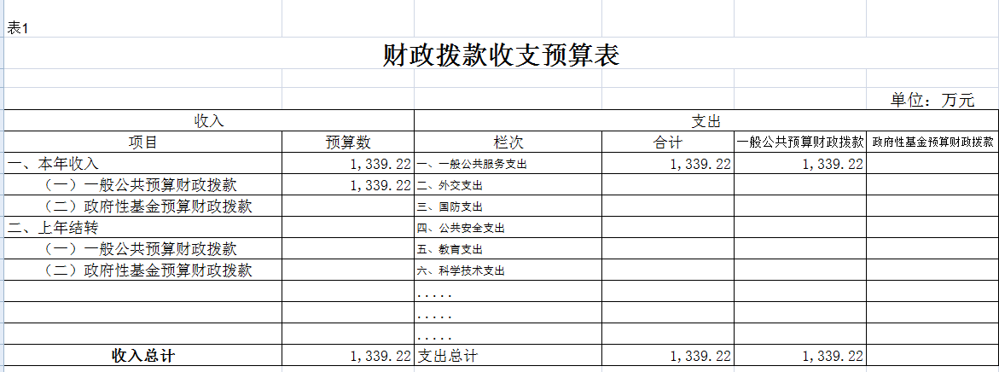 表1
财政拨款收支预算表
单位：万元
收入 支出
项目 预算数 栏次 合计 一般公共预算财政拨款 政府性基金预算财政拨款
一、本年收入 1,339.22 一、一般公共服务支出 1,339.22 1,339.22
（一）一般公共预算财政拨款 1,339.22 二、外交支出
（二）政府性基金预算财政拨款 三、国防支出
二、上年结转 四、公共安全支出
（一）一般公共预算财政拨款 五、教育支出
（二）政府性基金预算财政拨款 六、科学技术支出
.....
.....
.....
收入总计 1,339.22 支出总计 1,339.22 1,339.22